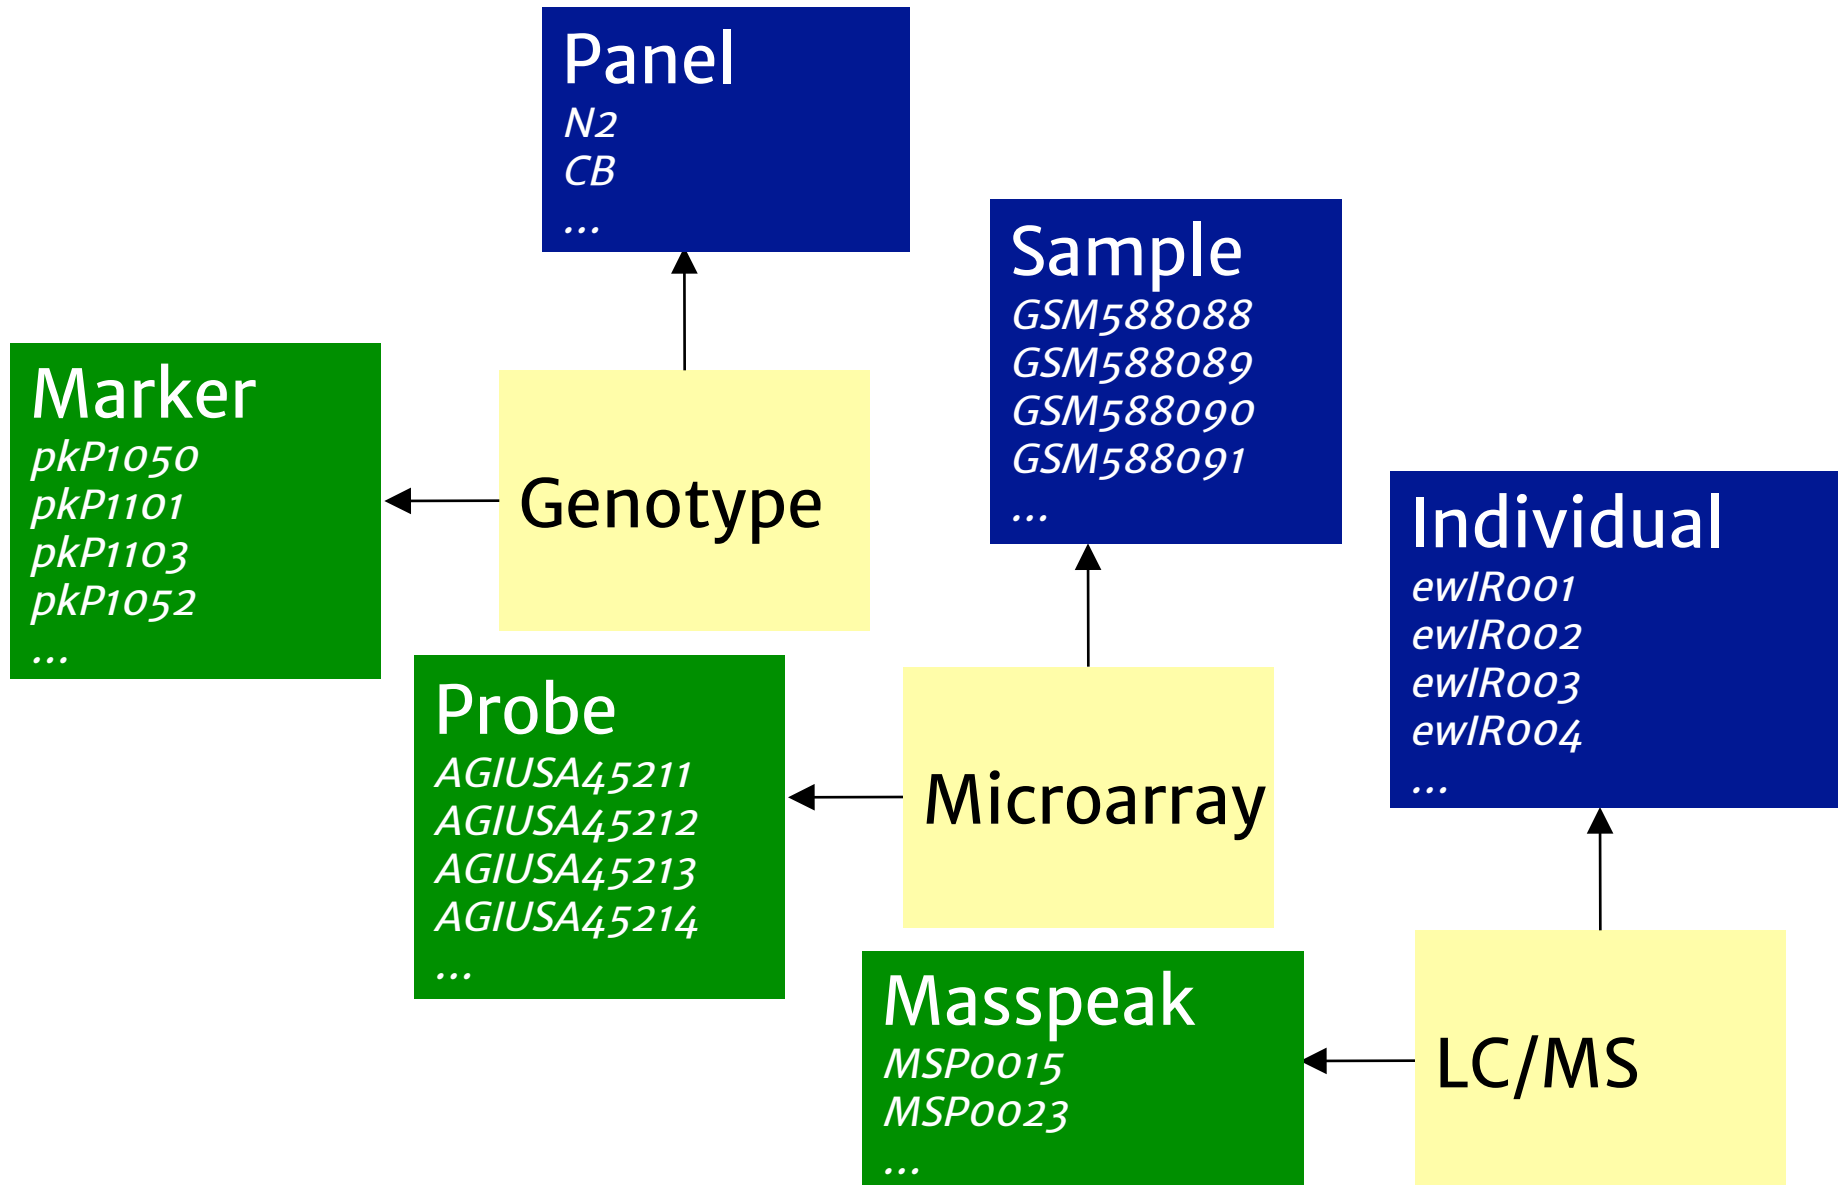 Panel
N2
CB
...
Sample
GSM588088
GSM588089
GSM588090
GSM588091
...
Marker
pkP1050
pkP1101
pkP1103
pkP1052
...
Genotype
Individual
ewIR001
ewIR002
ewIR003
ewIR004
...
Probe
AGIUSA45211
AGIUSA45212
AGIUSA45213
AGIUSA45214
...
Microarray
Masspeak
MSP0015
MSP0023
...
LC/MS